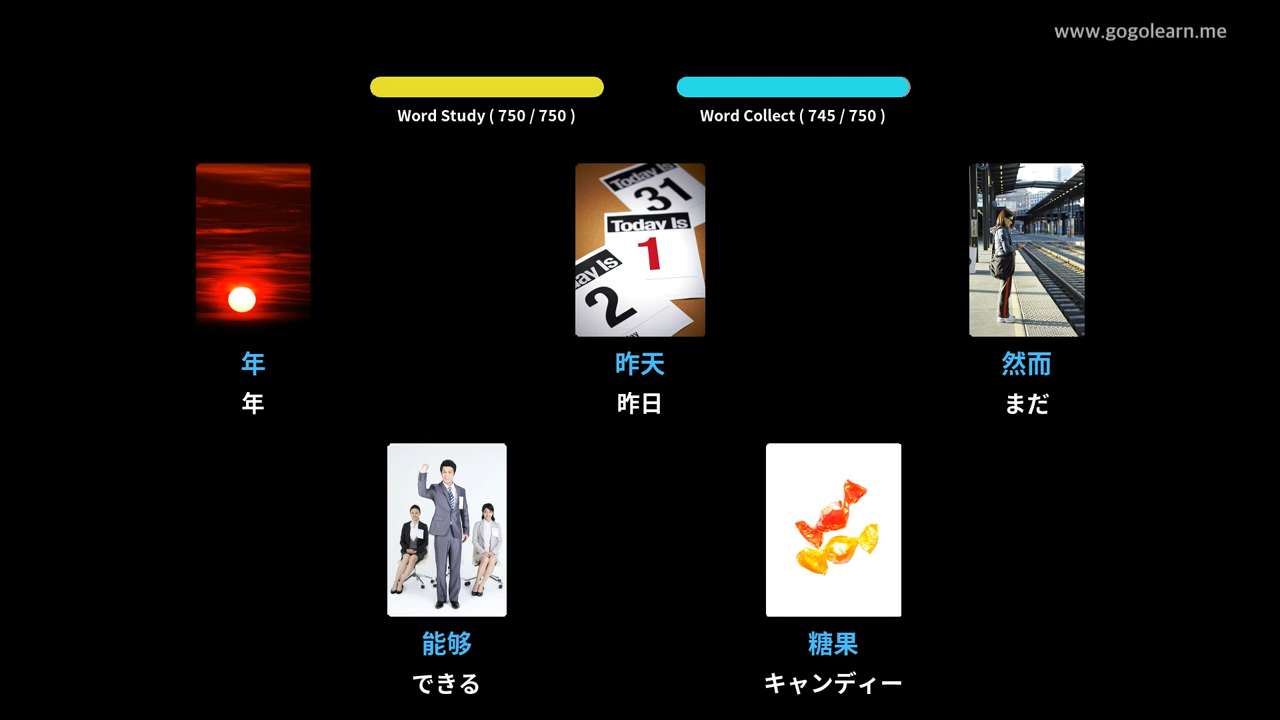 www.gogolearn.me
Word Study ( 750 / 750 )
Word Collect ( 745 / 750 )
Today Is
31
Today Is
1
ay Is
2
年
昨天
然而
年
昨日
まだ
能够
糖果
できる
キャンディー